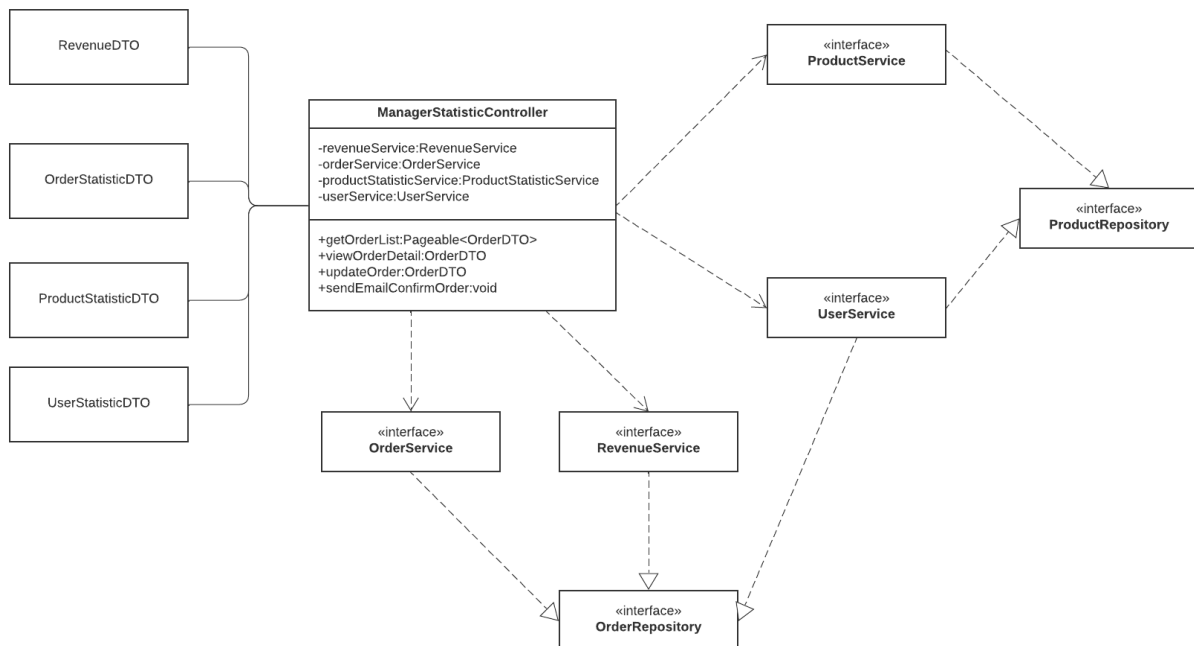 RevenueDTO
OrderStatisticDTO
ProductStatisticDTO
UserStatisticDTO
ManagerStatisticController
-revenueService:RevenueService
-orderService:OrderService
-productStatisticService:ProductStatisticService
-userService:UserService
+getOrderList:Pageable<OrderDTO>
+viewOrderDetail:OrderDTO
+updateOrder:OrderDTO
+sendEmailConfirmOrder:void
«interface»
ProductService
«interface»
ProductRepository
«interface»
UserService
«interface»
OrderService
«interface»
RevenueService
«interface»
OrderRepository